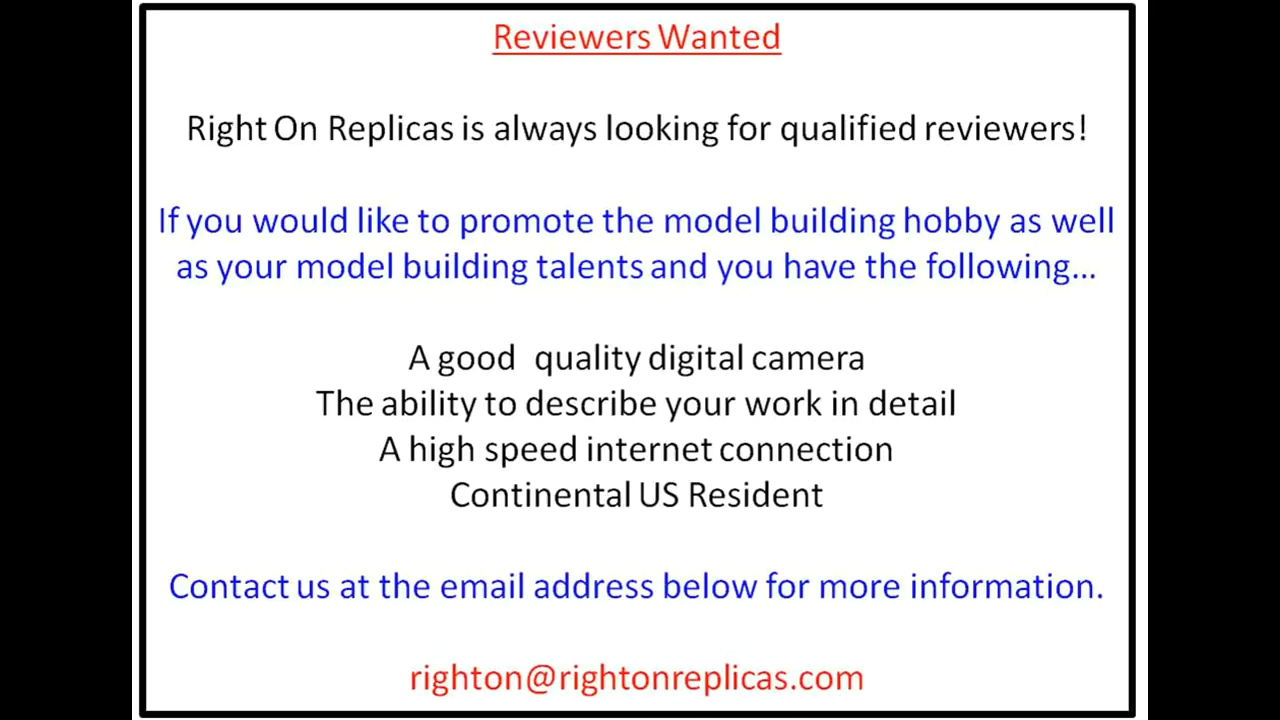 Reviewers Wanted
Right On Replicas is always looking for qualified reviewers!
If you would like to promote the model building hobby as well
as your model building talents and you have the following...
A good quality digital camera
The ability to describe your work in detail
A high speed internet connection
Continental US Resident
Contact us at the email address below for more information.
righton@rightonreplicas.com